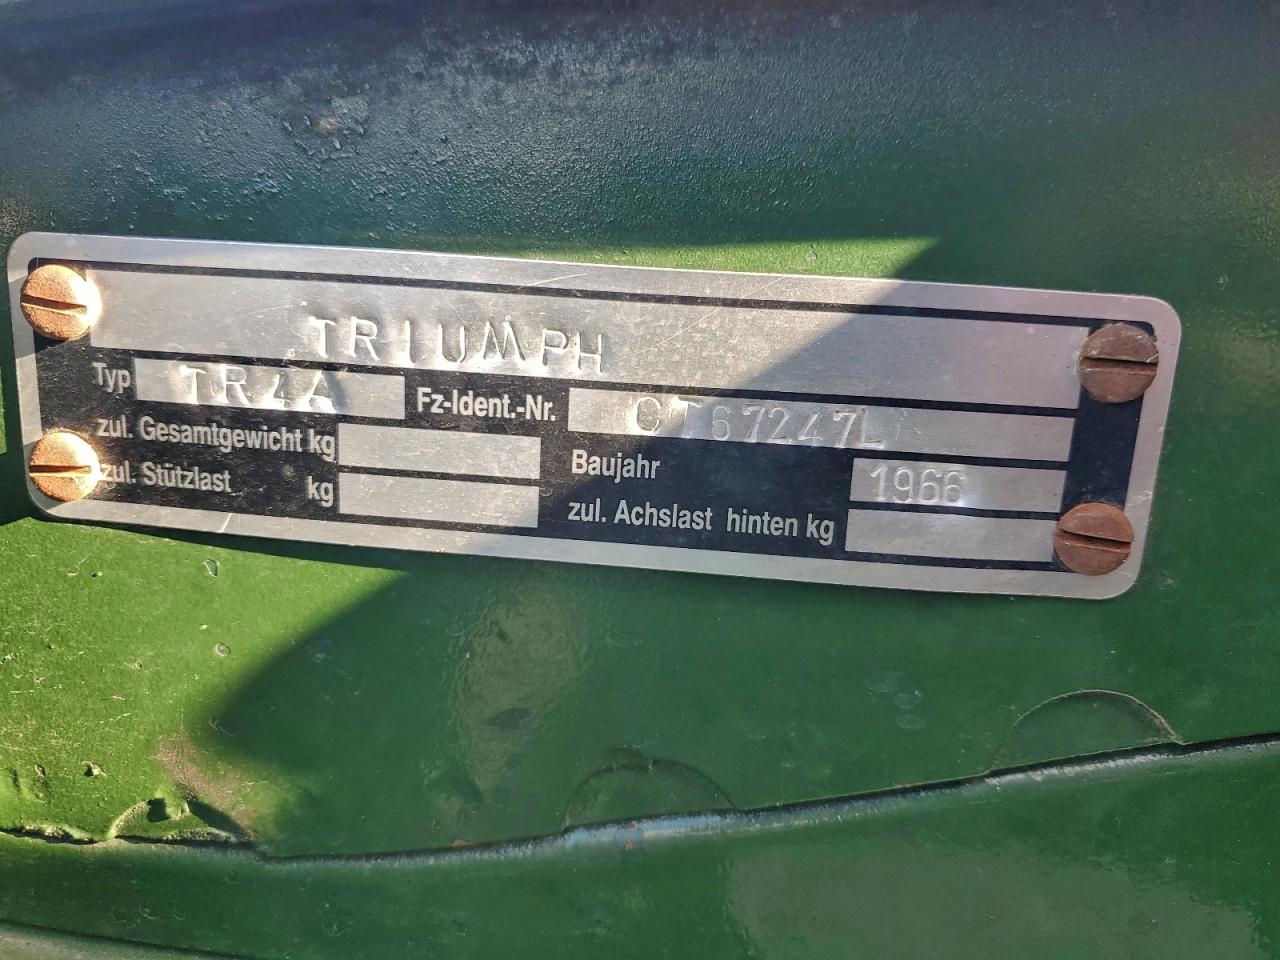 TRIUMPH
Typ TR4A Fz-Ident.-Nr. CT67247L
zul. Gesamtgewicht kg
zul. Stützlast kg
Baujahr 1966
zul. Achslast hinten kg